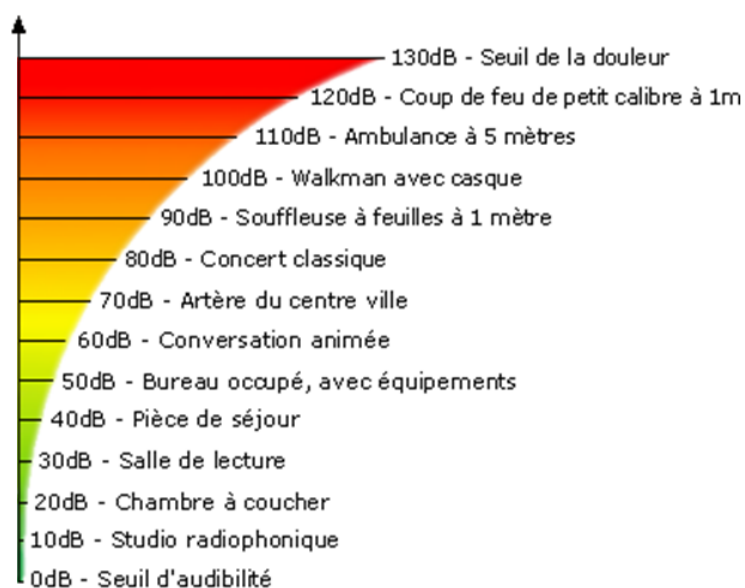 130dB - Seuil de la douleur
120dB - Coup de feu de petit calibre à 1m
110dB - Ambulance à 5 mètres
100dB - Walkman avec casque
90dB - Souffleuse à feuilles à 1 mètre
80dB - Concert classique
70dB - Artère du centre ville
60dB - Conversation animée
50dB - Bureau occupé, avec équipements
40dB - Pièce de séjour
30dB - Salle de lecture
20dB - Chambre à coucher
10dB - Studio radiophonique
0dB - Seuil d'audibilité